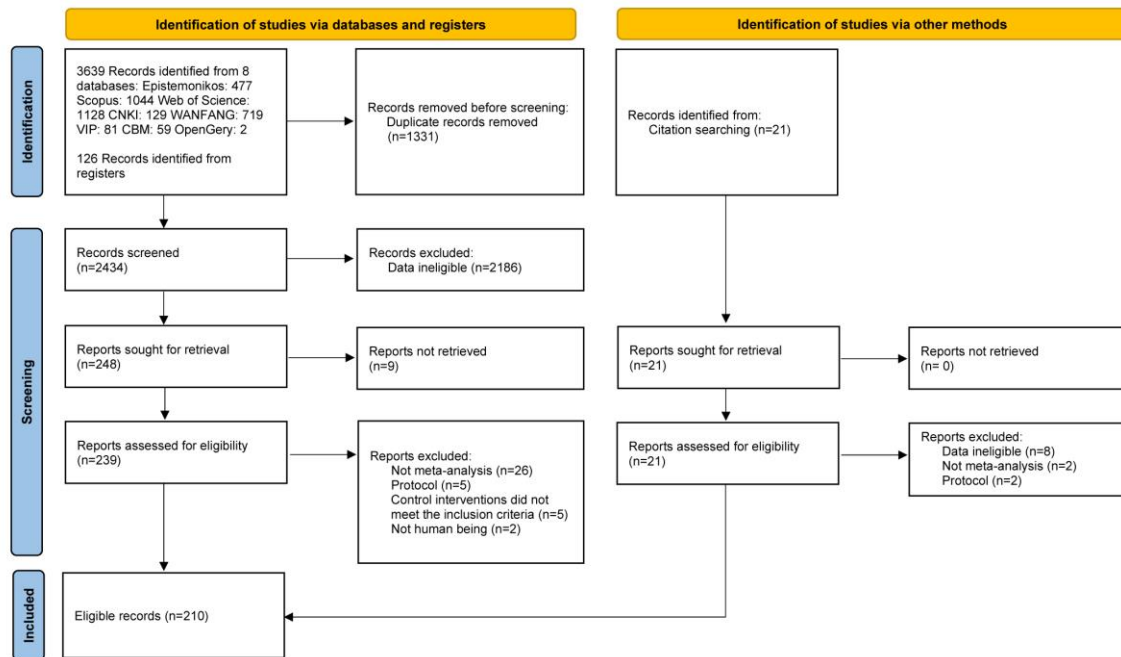 Identification of studies via databases and registers
Identification of studies via other methods
Identification
3639 Records identified from 8
databases: Epistemonikos: 477
Scopus: 1044 Web of Science:
1128 CNKI: 129 WANFANG: 719
VIP: 81 CBM: 59 OpenGery: 2
126 Records identified from
registers
Records removed before screening:
Duplicate records removed
(n=1331)
Records identified from:
Citation searching (n=21)
Screening
Records screened
(n=2434)
Records excluded:
Data ineligible (n=2186)
Reports sought for retrieval
(n=248)
Reports not retrieved
(n=9)
Reports sought for retrieval
(n=21)
Reports not retrieved
(n= 0)
Reports assessed for eligibility
(n=239)
Reports excluded:
Not meta-analysis (n=26)
Protocol (n=5)
Control interventions did not
meet the inclusion criteria (n=5)
Not human being (n=2)
Reports assessed for eligibility
(n=21)
Reports excluded:
Data ineligible (n=8)
Not meta-analysis (n=2)
Protocol (n=2)
Included
Eligible records (n=210)